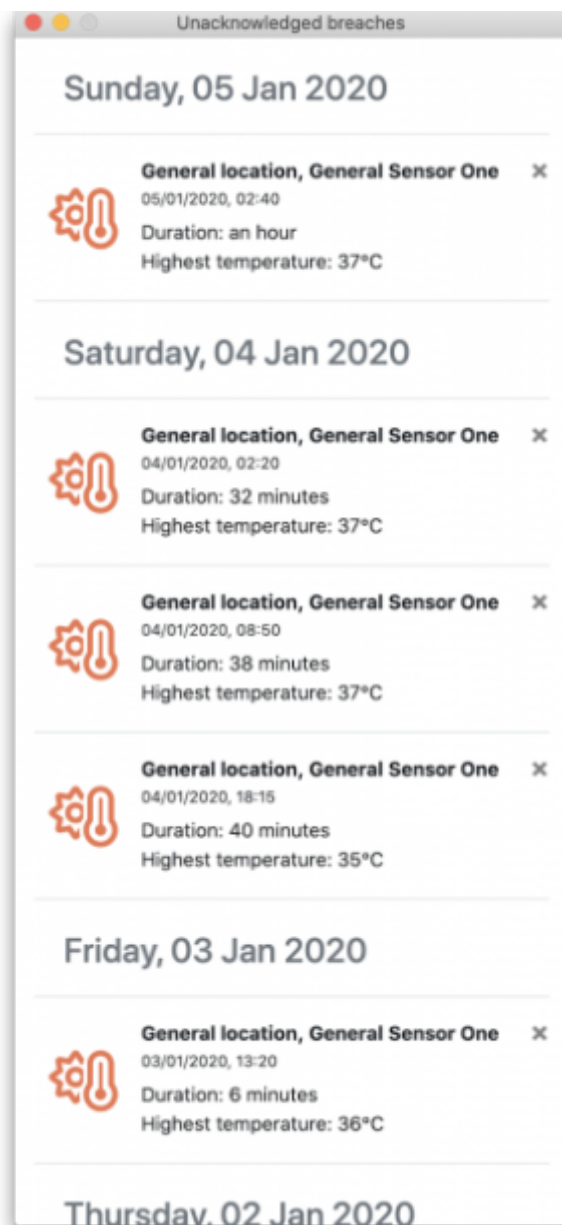 Unacknowledged breaches
Sunday, 05 Jan 2020
General location, General Sensor One
05/01/2020, 02:40
Duration: an hour
Highest temperature: 37°C
Saturday, 04 Jan 2020
General location, General Sensor One
04/01/2020, 02:20
Duration: 32 minutes
Highest temperature: 37°C
General location, General Sensor One
04/01/2020, 08:50
Duration: 38 minutes
Highest temperature: 37°C
General location, General Sensor One
04/01/2020, 18:15
Duration: 40 minutes
Highest temperature: 35°C
Friday, 03 Jan 2020
General location, General Sensor One
03/01/2020, 13:20
Duration: 6 minutes
Highest temperature: 36°C
Thursday, 02 Jan 2020